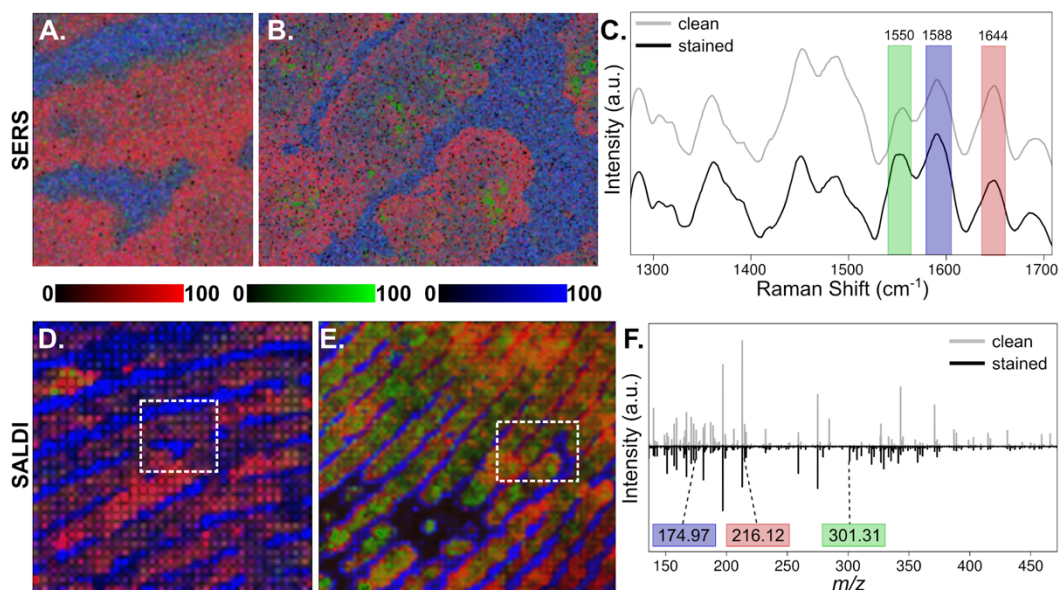 A.
B.
C.
SERS
clean
stained
1550
1588
1644
Intensity (a.u.)
1300
1400
1500
1600
1700
Raman Shift (cm⁻¹)
0
100
0
100
0
100
D.
E.
F.
SALDI
clean
stained
Intensity (a.u.)
174.97
216.12
301.31
150
200
250
300
350
400
450
m/z